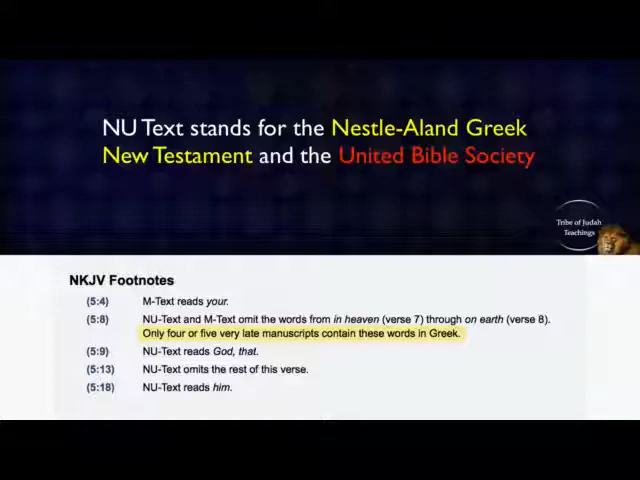 NU Text stands for the Nestle-Aland Greek
New Testament and the United Bible Society
Tribe of Judah
Teachings
NKJV Footnotes
(5:4) M-Text reads your.
(5:8) NU-Text and M-Text omit the words from in heaven (verse 7) through on earth (verse 8).
Only four or five very late manuscripts contain these words in Greek.
(5:9) NU-Text reads God, that.
(5:13) NU-Text omits the rest of this verse.
(5:18) NU-Text reads him.